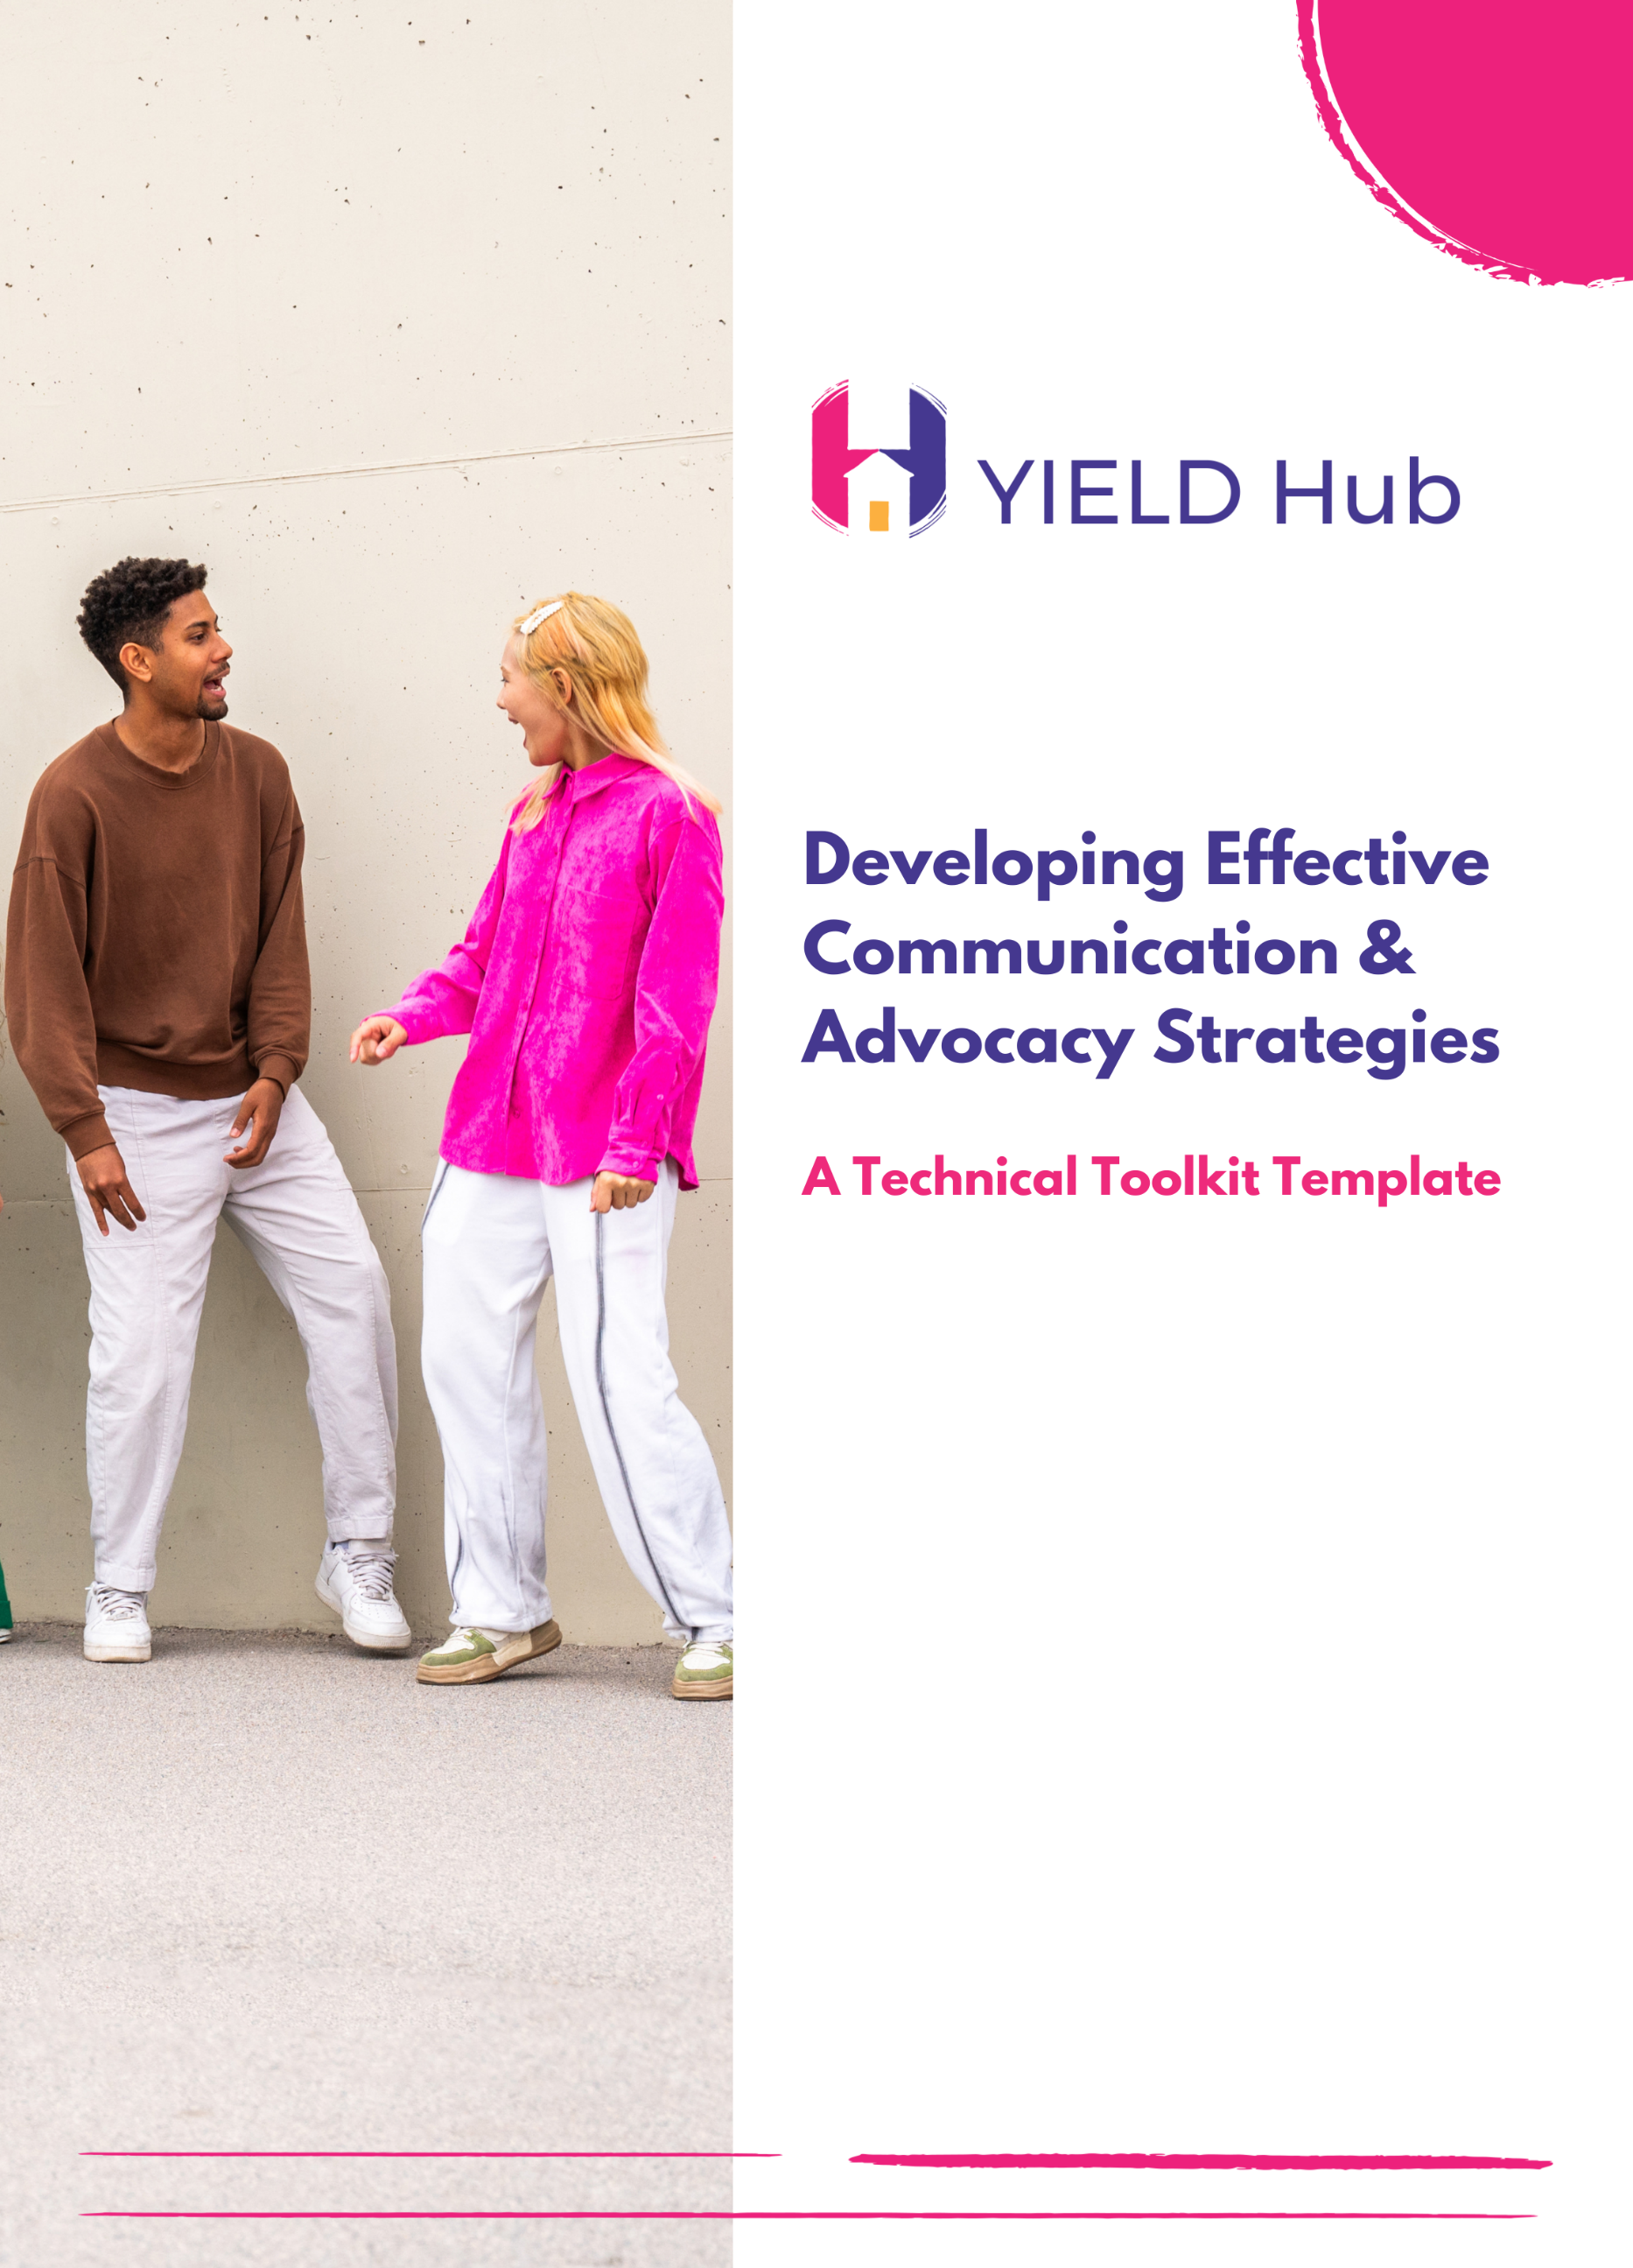 YIELD Hub
Developing Effective
Communication &
Advocacy Strategies
A Technical Toolkit Template